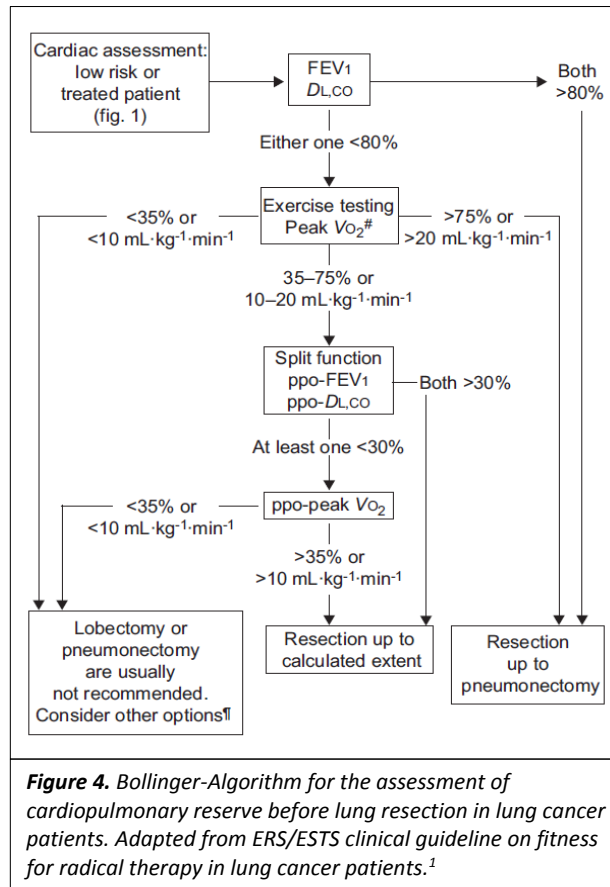 Cardiac assessment:
low risk or
treated patient
(fig. 1)
FEV1
DL,CO
Both
>80%
Either one <80%
Exercise testing
Peak VO2#
<35% or
<10 mL·kg-1·min-1
>75% or
>20 mL·kg-1·min-1
35–75% or
10–20 mL·kg-1·min-1
Split function
ppo-FEV1
ppo-DL,CO
Both >30%
At least one <30%
ppo-peak VO2
<35% or
<10 mL·kg-1·min-1
>35% or
>10 mL·kg-1·min-1
Lobectomy or
pneumonectomy
are usually
not recommended.
Consider other options¶
Resection up to
calculated extent
Resection
up to
pneumonectomy
Figure 4. Bollinger-Algorithm for the assessment of
cardiopulmonary reserve before lung resection in lung cancer
patients. Adapted from ERS/ESTS clinical guideline on fitness
for radical therapy in lung cancer patients.1